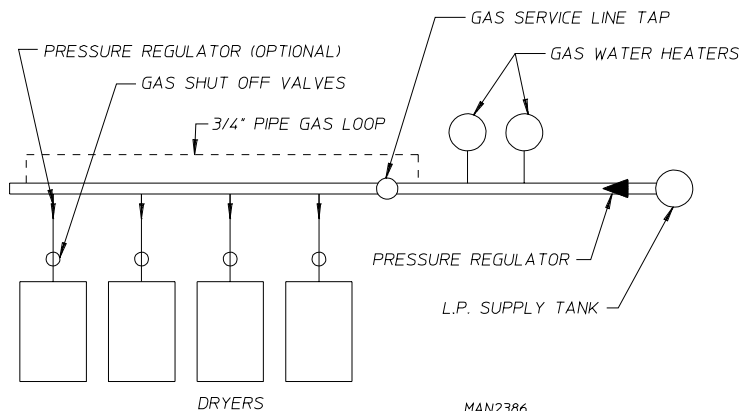 GAS SERVICE LINE TAP
PRESSURE REGULATOR (OPTIONAL)
GAS WATER HEATERS
GAS SHUT OFF VALVES
3/4" PIPE GAS LOOP
PRESSURE REGULATOR
L.P. SUPPLY TANK
DRYERS
MAN2386